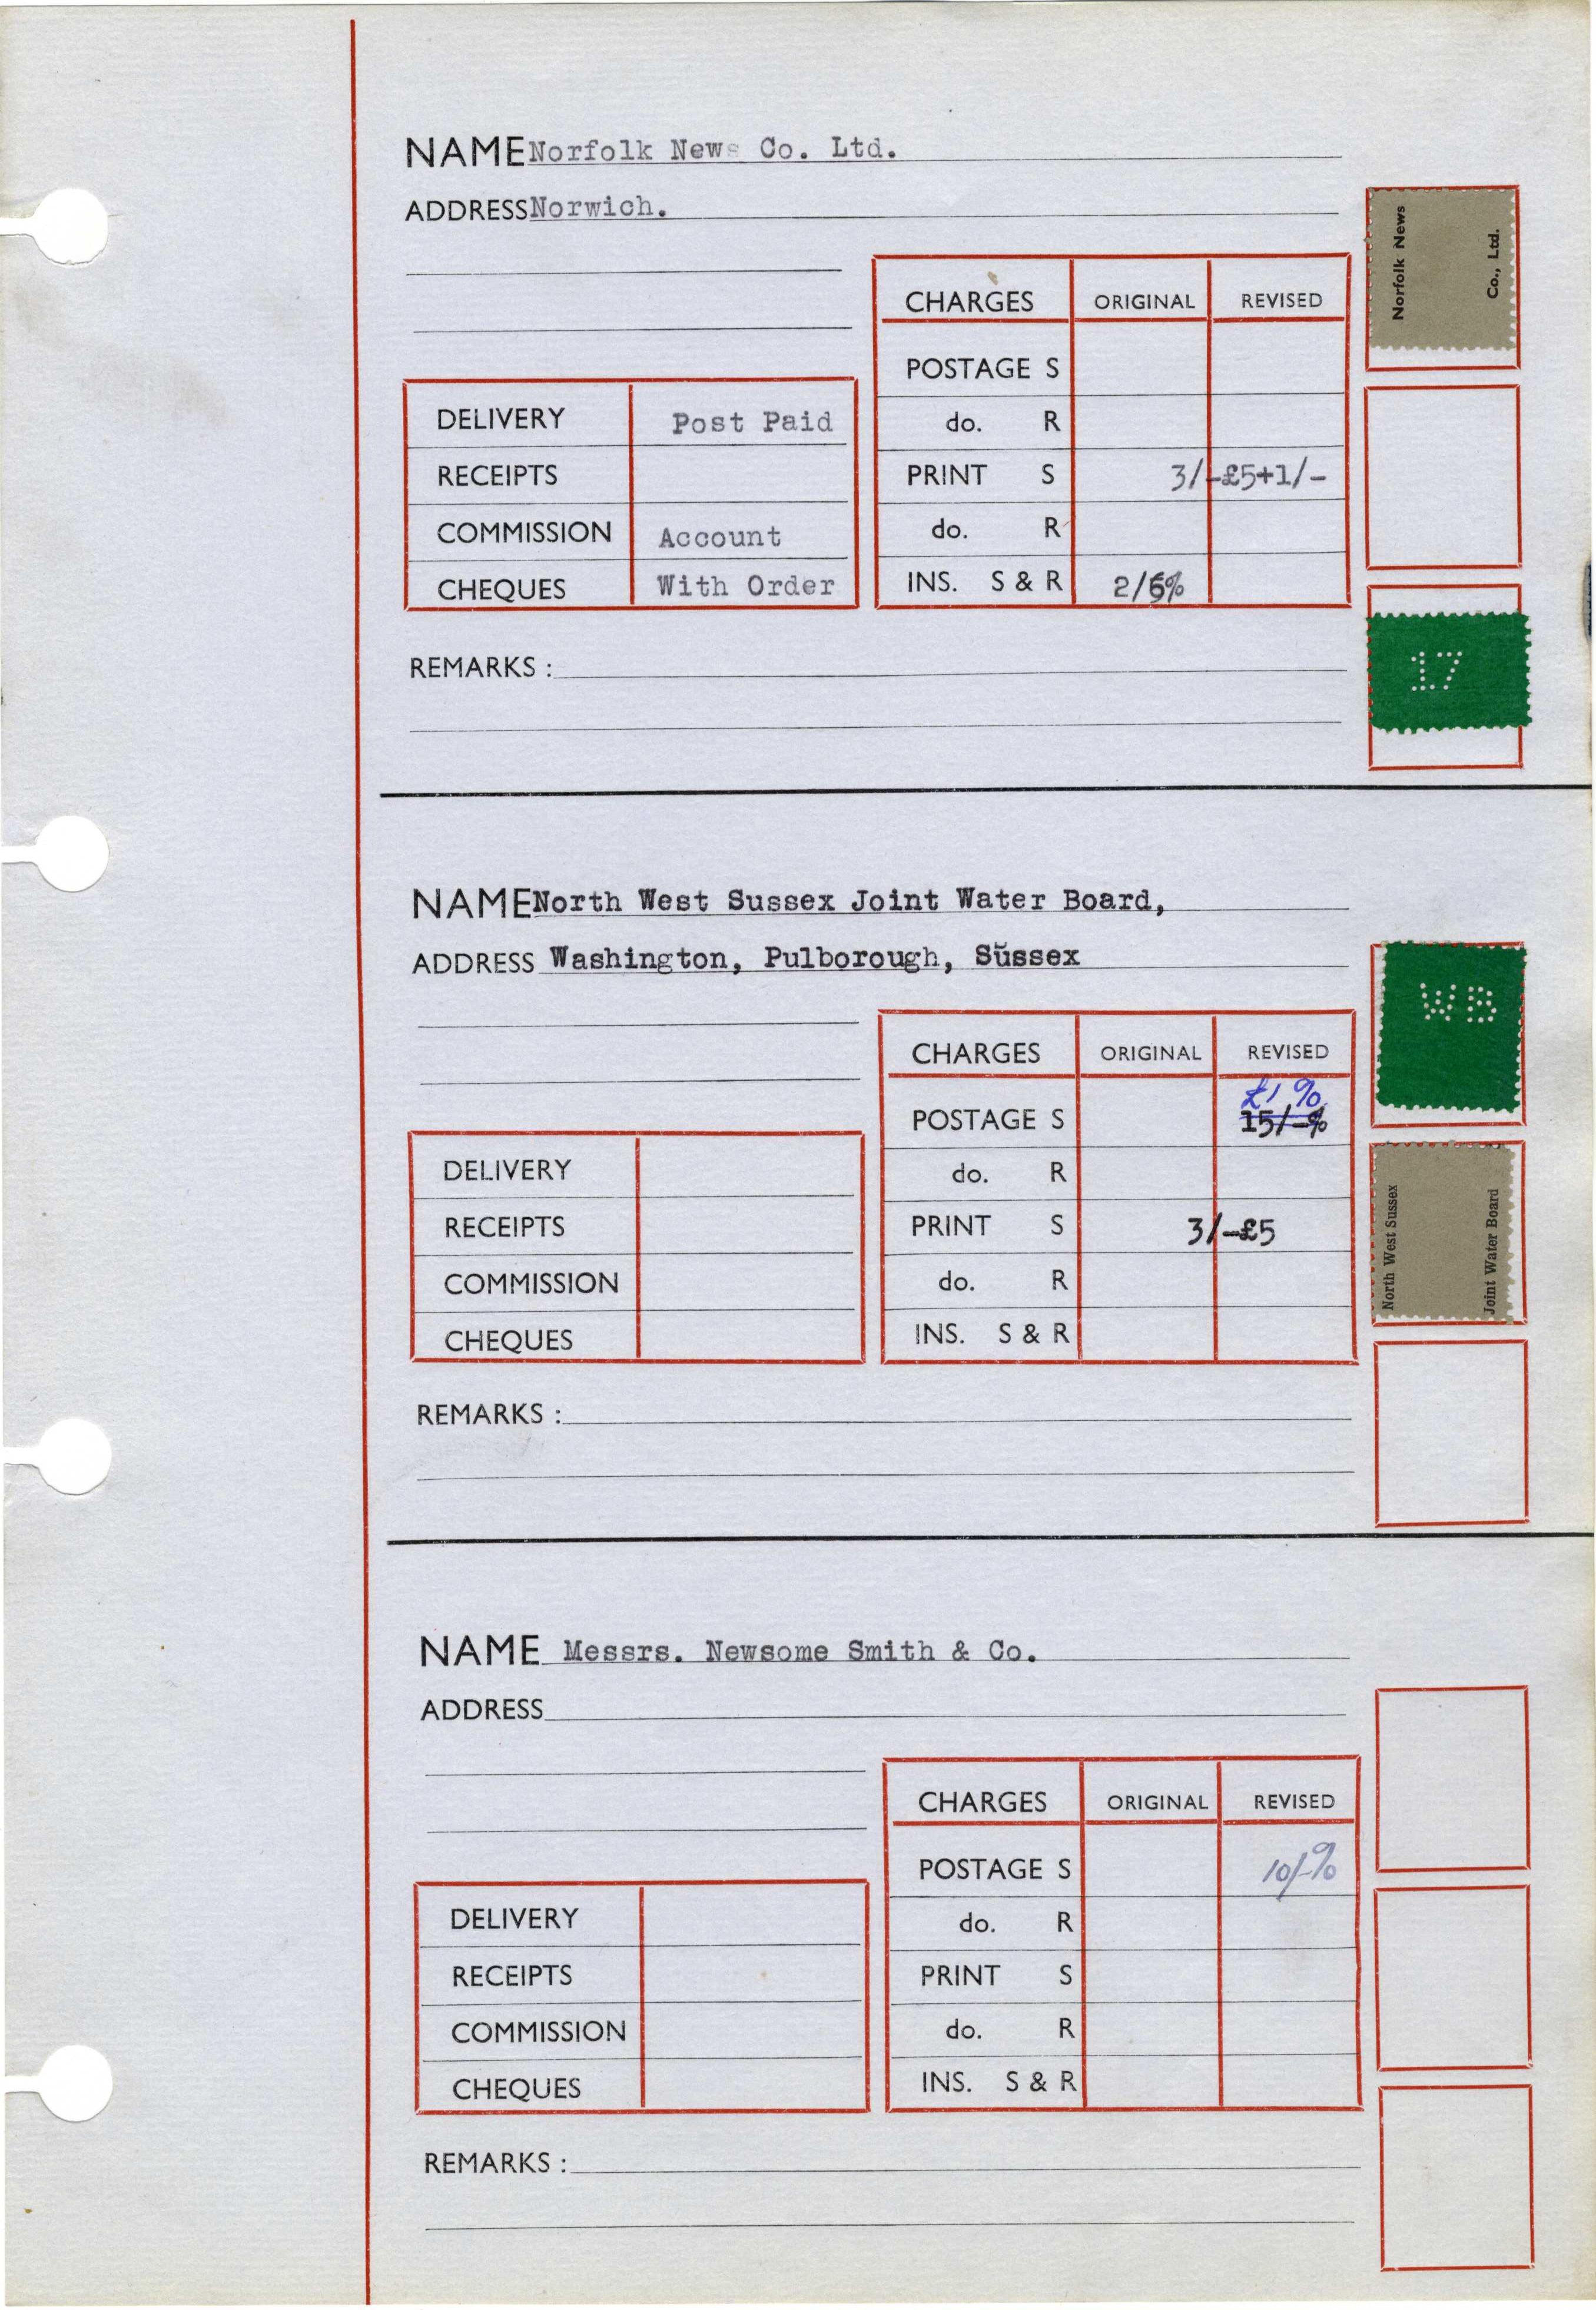 NAME Norfolk News Co. Ltd.
ADDRESS Norwich.
Norfolk News
Co., Ltd.
CHARGES ORIGINAL REVISED
POSTAGE S
do. R
PRINT S 3/-£5+1/-
do. R
INS. S & R 2/6%
DELIVERY Post Paid
RECEIPTS
COMMISSION Account
CHEQUES With Order
17
REMARKS :
NAME North West Sussex Joint Water Board,
ADDRESS Washington, Pulborough, Sussex
WB
CHARGES ORIGINAL REVISED
£1 %
POSTAGE S 15/-%
do. R
PRINT S 3/-£5
do. R
INS. S & R
DELIVERY
RECEIPTS
COMMISSION
CHEQUES
North West Sussex
Joint Water Board
REMARKS :
NAME Messrs. Newsome Smith & Co.
ADDRESS
CHARGES ORIGINAL REVISED
POSTAGE S 10/-%
do. R
PRINT S
do. R
INS. S & R
DELIVERY
RECEIPTS
COMMISSION
CHEQUES
REMARKS :